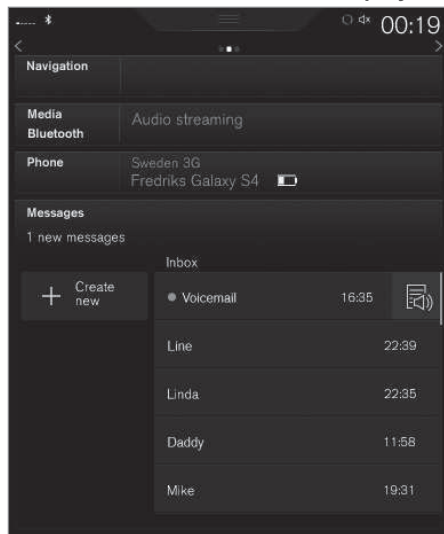 00:19
Navigation
Media
Bluetooth
Audio streaming
Phone
Sweden 3G
Fredriks Galaxy S4
Messages
1 new messages
Inbox
+ Create
new
Voicemail 16:35
Line 22:39
Linda 22:35
Daddy 11:58
Mike 19:31